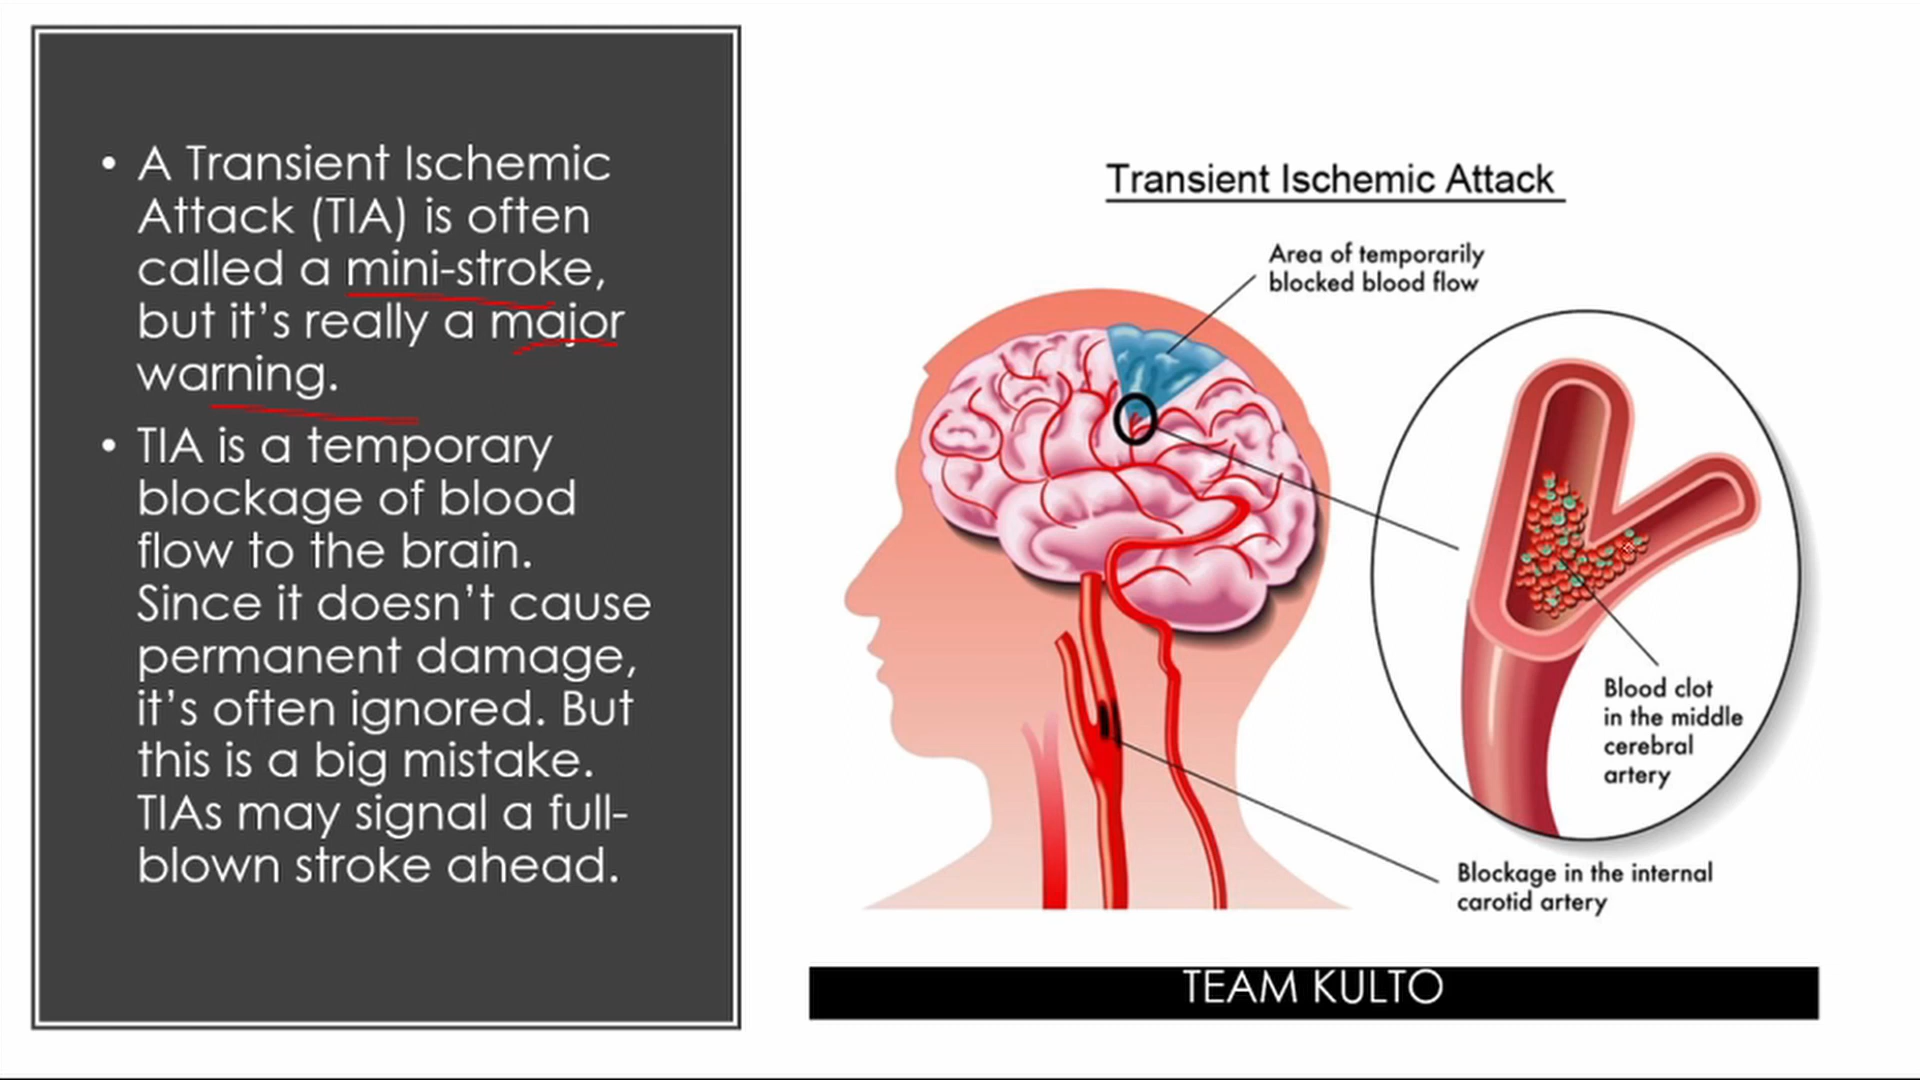 • A Transient Ischemic
Attack (TIA) is often
called a mini-stroke,
but it’s really a major
warning.
• TIA is a temporary
blockage of blood
flow to the brain.
Since it doesn’t cause
permanent damage,
it’s often ignored. But
this is a big mistake.
TIAs may signal a full-
blown stroke ahead.
Transient Ischemic Attack
Area of temporarily
blocked blood flow
Blood clot
in the middle
cerebral
artery
Blockage in the internal
carotid artery
TEAM KULTO